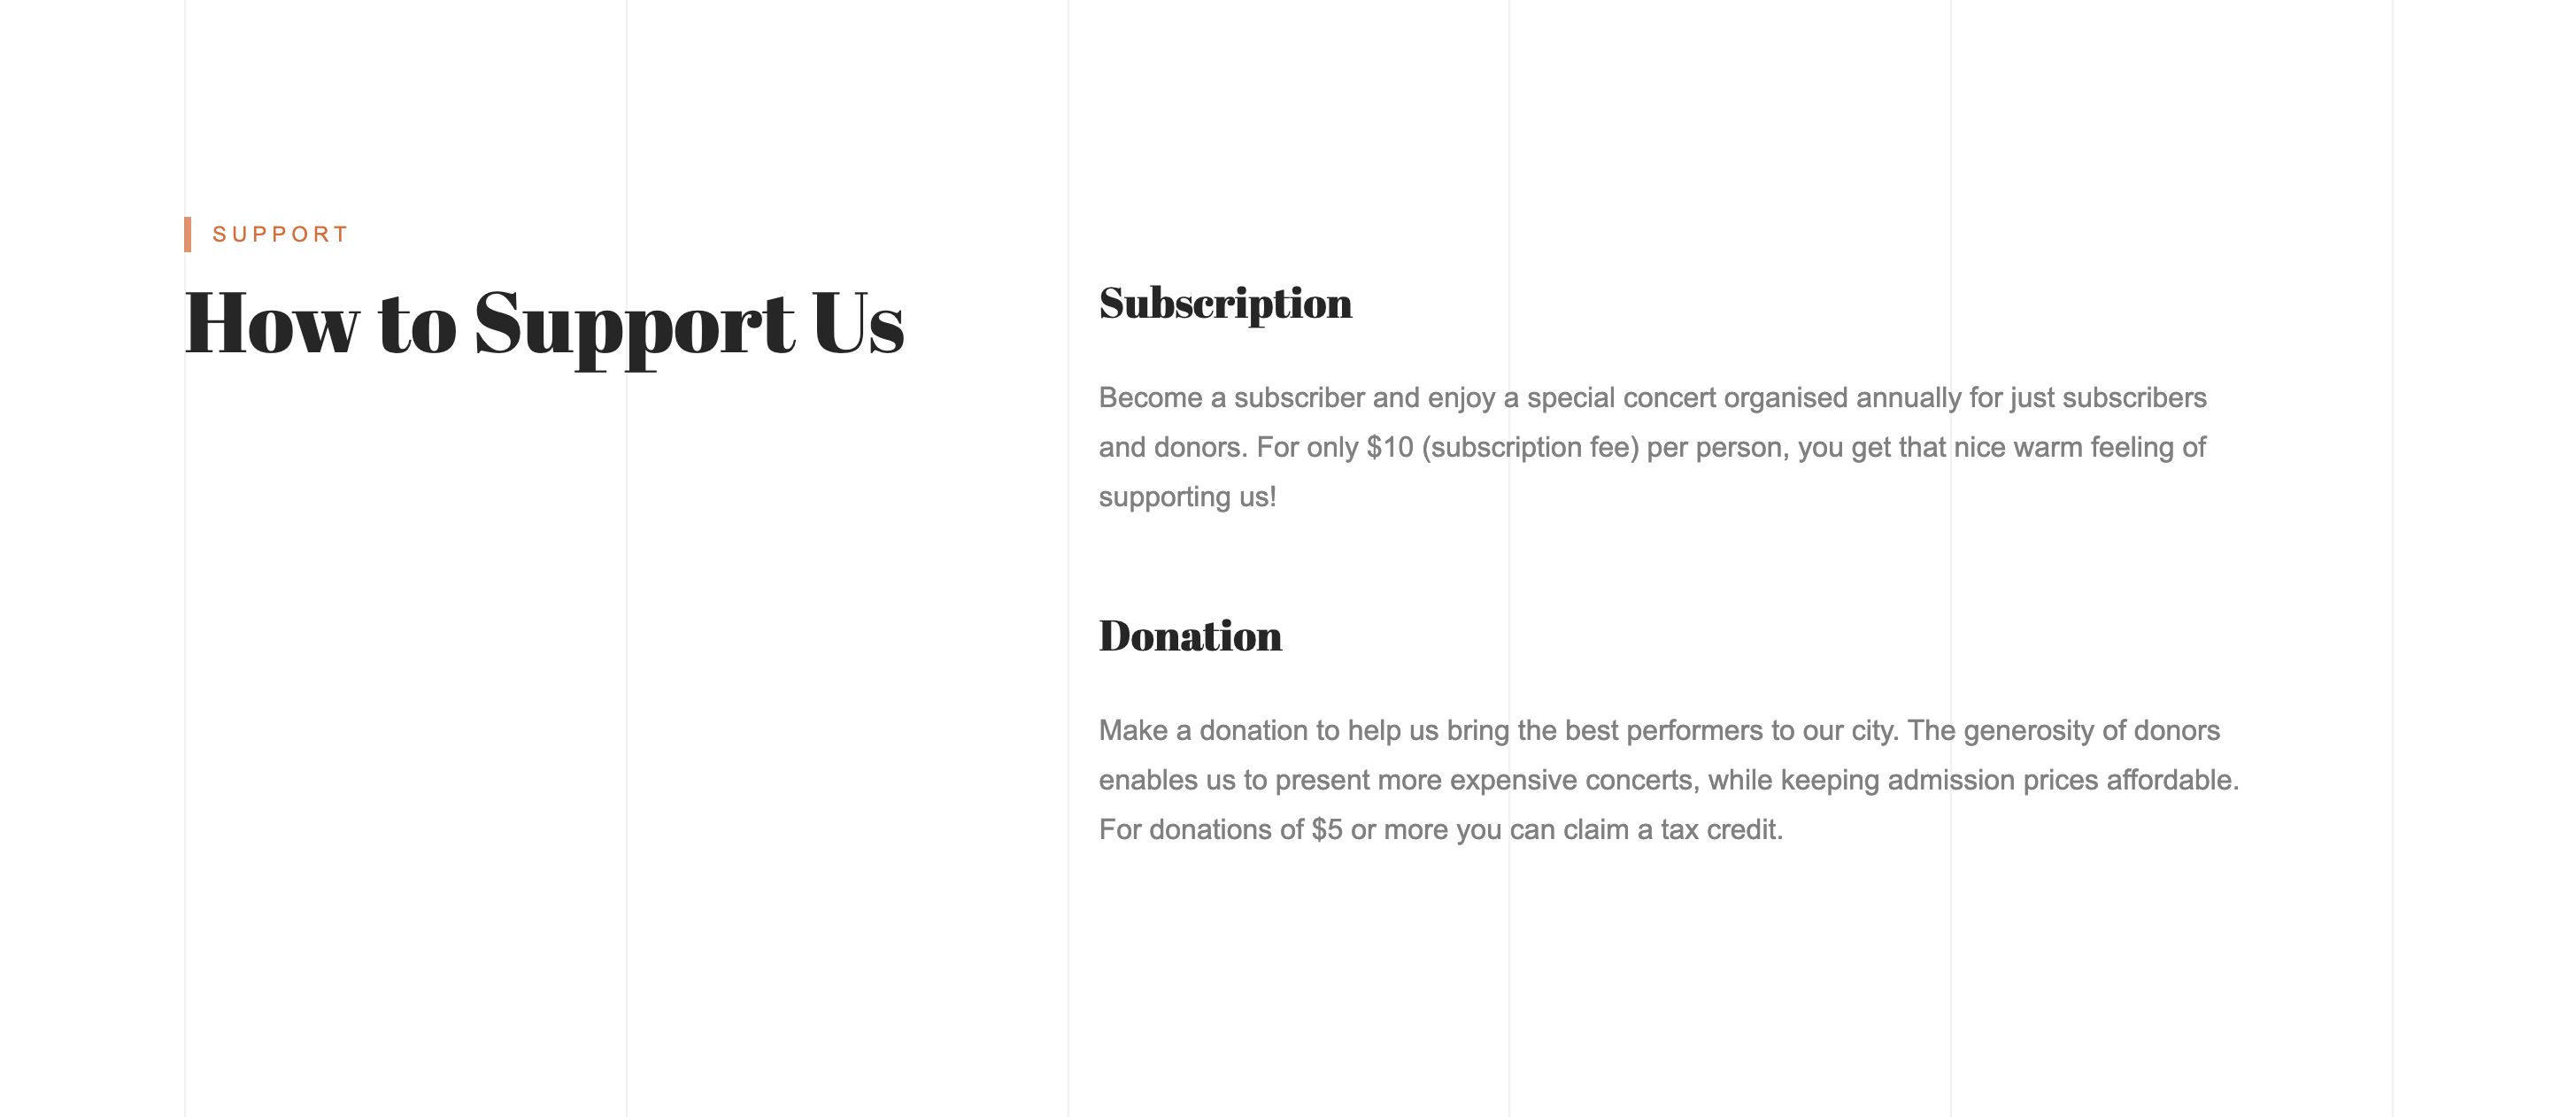 SUPPORT
How to Support Us
Subscription
Become a subscriber and enjoy a special concert organised annually for just subscribers
and donors. For only $10 (subscription fee) per person, you get that nice warm feeling of
supporting us!
Donation
Make a donation to help us bring the best performers to our city. The generosity of donors
enables us to present more expensive concerts, while keeping admission prices affordable.
For donations of $5 or more you can claim a tax credit.